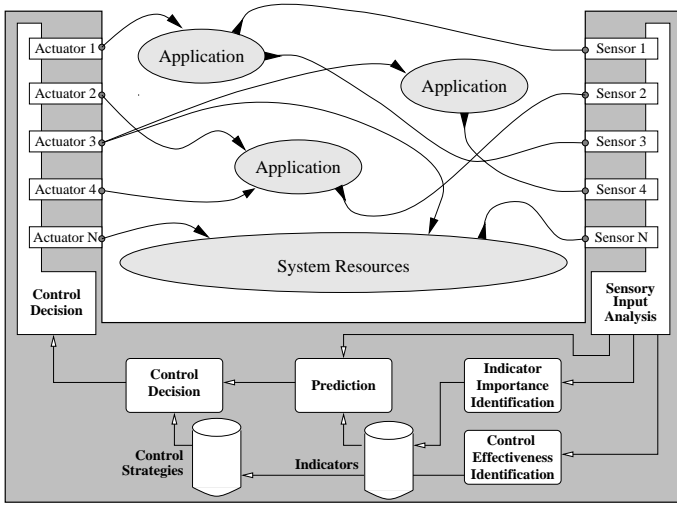 Actuator 1
Application
Sensor 1
Actuator 2
Application
Sensor 2
Actuator 3
Sensor 3
Application
Actuator 4
Sensor 4
Actuator N
Sensor N
System Resources
Control
Decision
Sensory
Input
Analysis
Control
Decision
Prediction
Indicator
Importance
Identification
Control
Strategies
Indicators
Control
Effectiveness
Identification